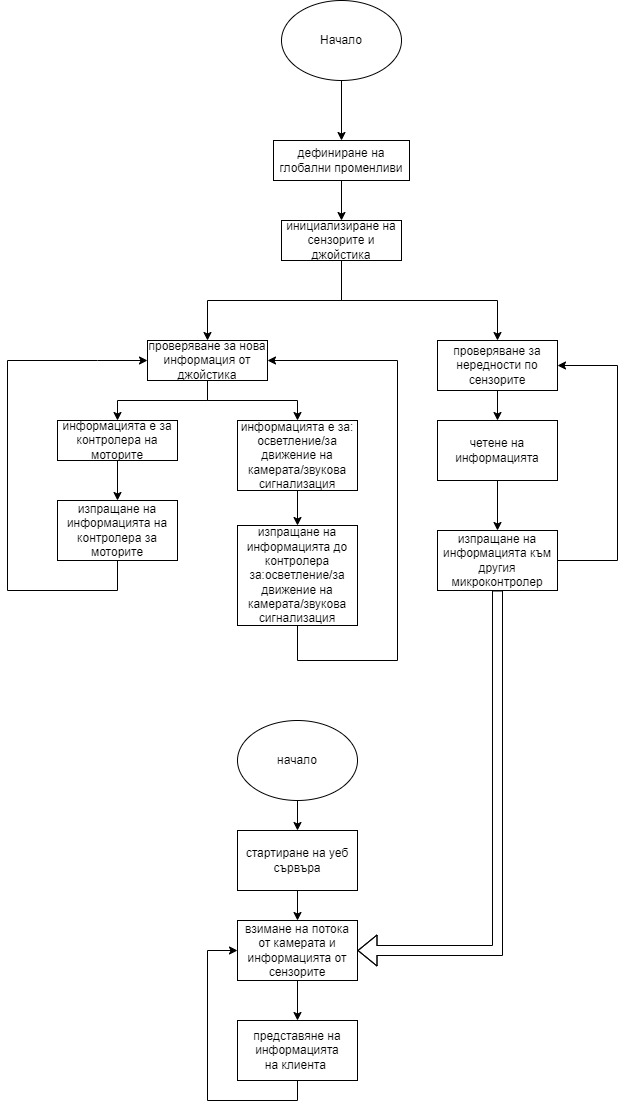 Начало
дефиниране на
глобални променливи
инициализиране на
сензорите и
джойстика
проверяване за нова
информация от
джойстика
проверяване за
нередности по
сензорите
информацията е за
контролера на
моторите
информацията е за:
осветление/за
движение на
камерата/звукова
сигнализация
четене на
информацията
изпращане на
информацията на
контролера за
моторите
изпращане на
информацията до
контролера
за:осветление/за
движение на
камерата/звукова
сигнализация
изпращане на
информацията към
другия
микроконтролер
начало
стартиране на уеб
сървъра
взимане на потока
от камерата и
информацията от
сензорите
представяне на
информацията
на клиента